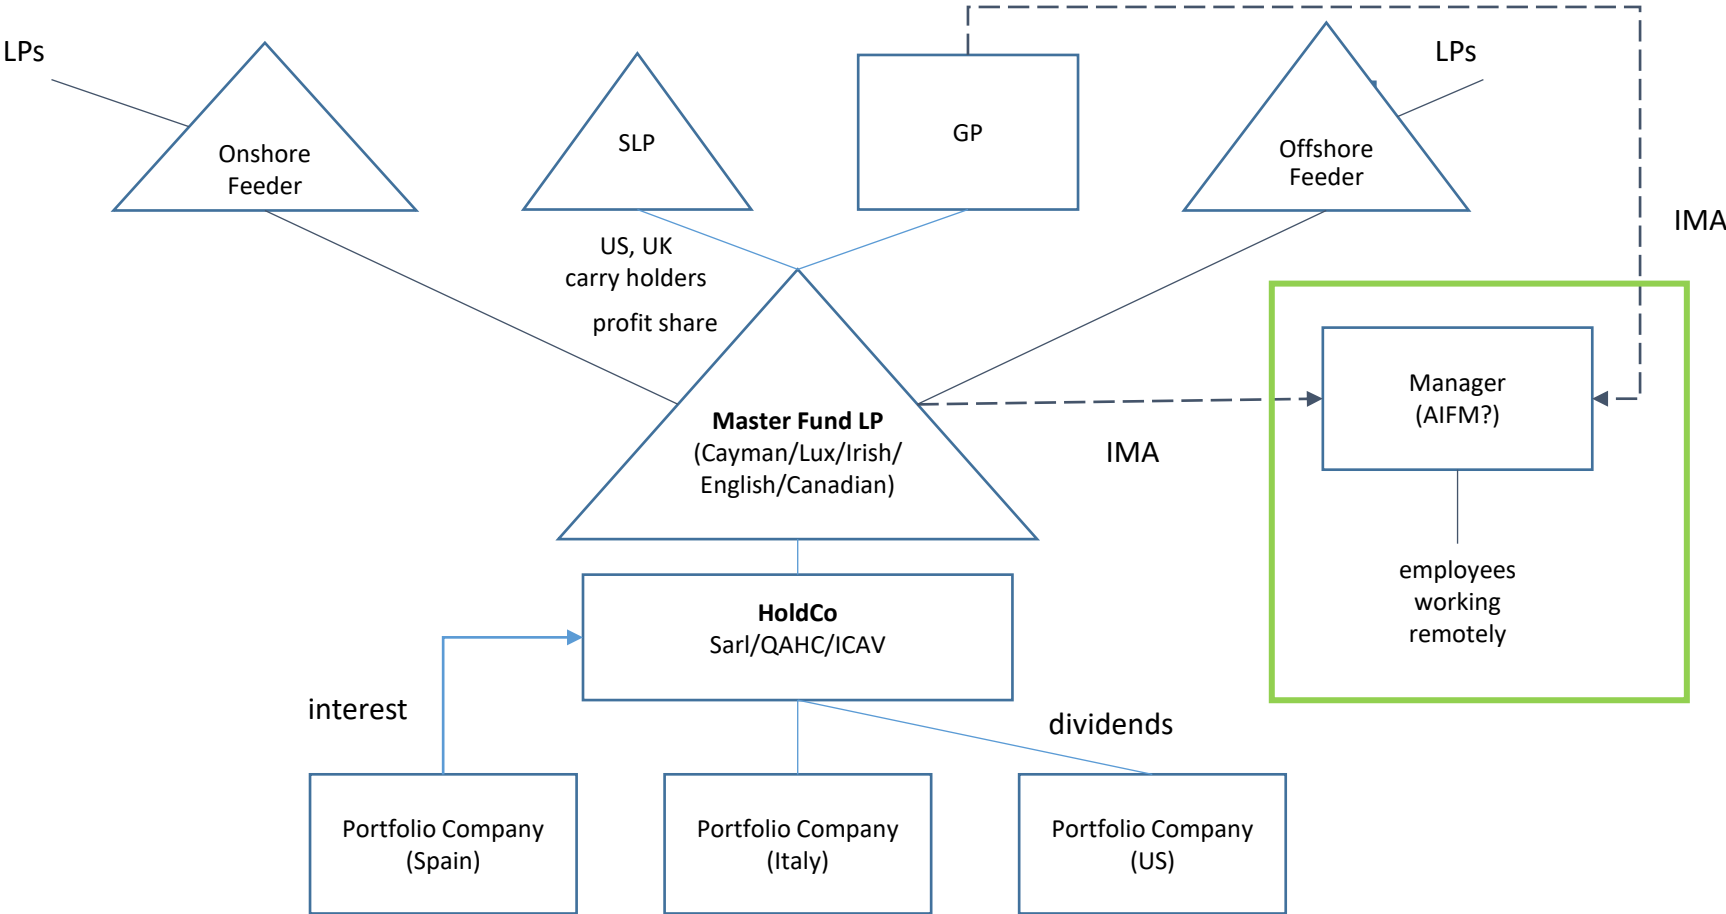 LPs
LPs
Onshore
Feeder
SLP
GP
Offshore
Feeder
IMA
US, UK
carry holders
profit share
Manager
(AIFM?)
Master Fund LP
(Cayman/Lux/Irish/
English/Canadian)
IMA
employees
working
remotely
HoldCo
Sarl/QAHC/ICAV
interest
dividends
Portfolio Company
(Spain)
Portfolio Company
(Italy)
Portfolio Company
(US)